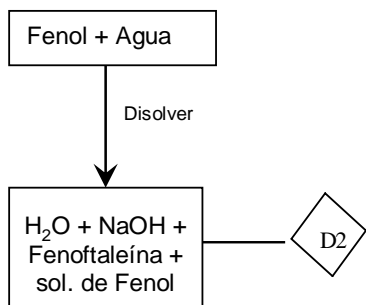 Fenol + Agua
Disolver
H₂O + NaOH +
Fenoftaleína +
sol. de Fenol
D2